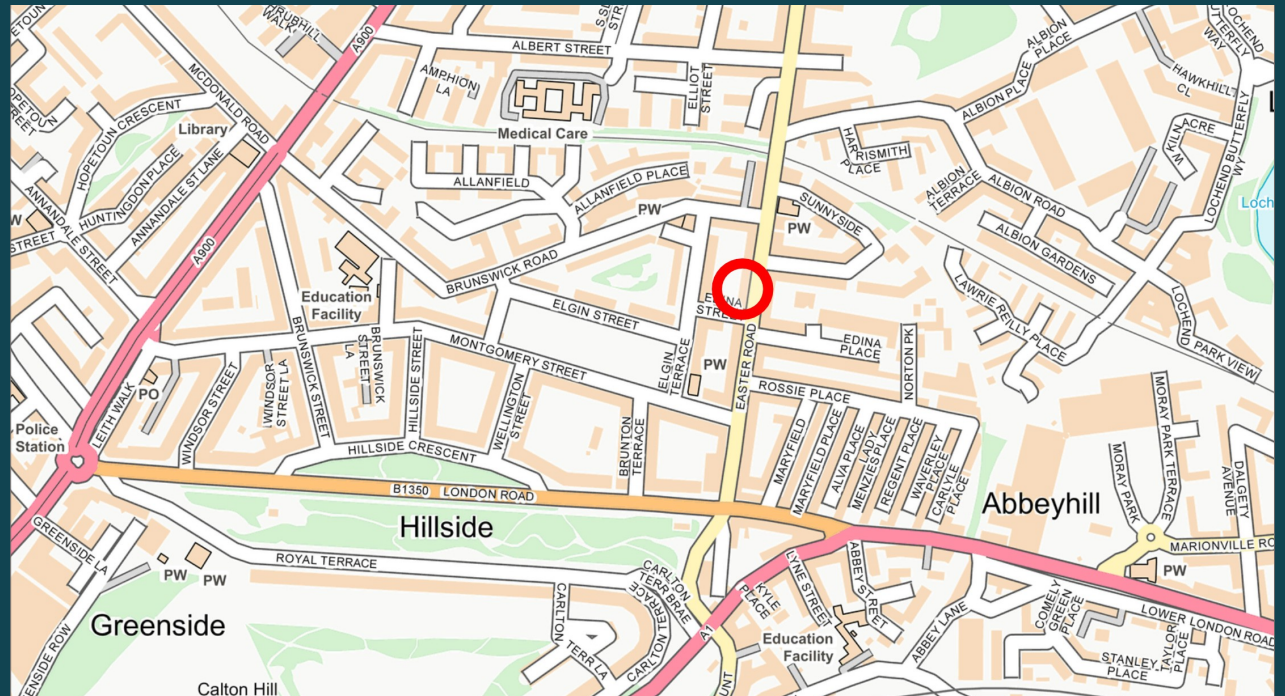 HOPETOUN CRESCENT
MCDONALD ROAD
A900
ALBERT STREET
AMPHION
LA
ELLIOT
STREET
ALBION
PLACE
ALBION PLACE
HAWKHILL
CL
LOCHEND BUTTERFLY
WY
Library
Medical Care
HUNTINGDON PLACE
ANNANDALE ST LANE
ANNANDALE STREET
STREET
ALLANFIELD
ALLANFIELD PLACE
PW
SUNNYSIDE
PW
RISMITH
PLACE
ALBION
TERRACE
ALBION ROAD
ALBION GARDENS
Loch
A900
BRUNSWICK ROAD
Education
Facility
ELGIN STREET
EDINA
STREET
LAWRIE REILLY PLACE
LOCHEND
PARK VIEW
BRUNSWICK STREET
BRUNSWICK
STREET
LA
HILLSIDE STREET
MONTGOMERY STREET
ELGIN
TERRACE
PW
EASTER ROAD
EDINA
PLACE
NORTON PK
ROSSIE PLACE
PO
LEITH WALK
WINDSOR STREET
WINDSOR
STREET LA
WELLINGTON
STREET
BRUNTON
TERRACE
MARYFIELD
MARYFIELD PLACE
ALVA PLACE
LADY
MENZIES PLACE
REGENT PLACE
WAVERLEY
PLACE
CARLYLE
PLACE
MORAY PARK
MORAY PARK TERRACE
DALGETY
AVENUE
Police
Station
HILLSIDE CRESCENT
B1350 LONDON ROAD
Hillside
Abbeyhill
GREENSIDE LA
PW
PW
ROYAL TERRACE
CARLTON
TERR BRAE
CARLTON TERRACE
CARLTON
TERR LA
A1
KYLE
PLACE
LYNE STREET
ABBEY STREET
ABBEY LANE
COMELY
GREEN
PLACE
MARIONVILLE RO
PW
LOWER LONDON ROAD
TAYLOR
PLACE
STANLEY
PLACE
Greenside
Education
Facility
Calton Hill